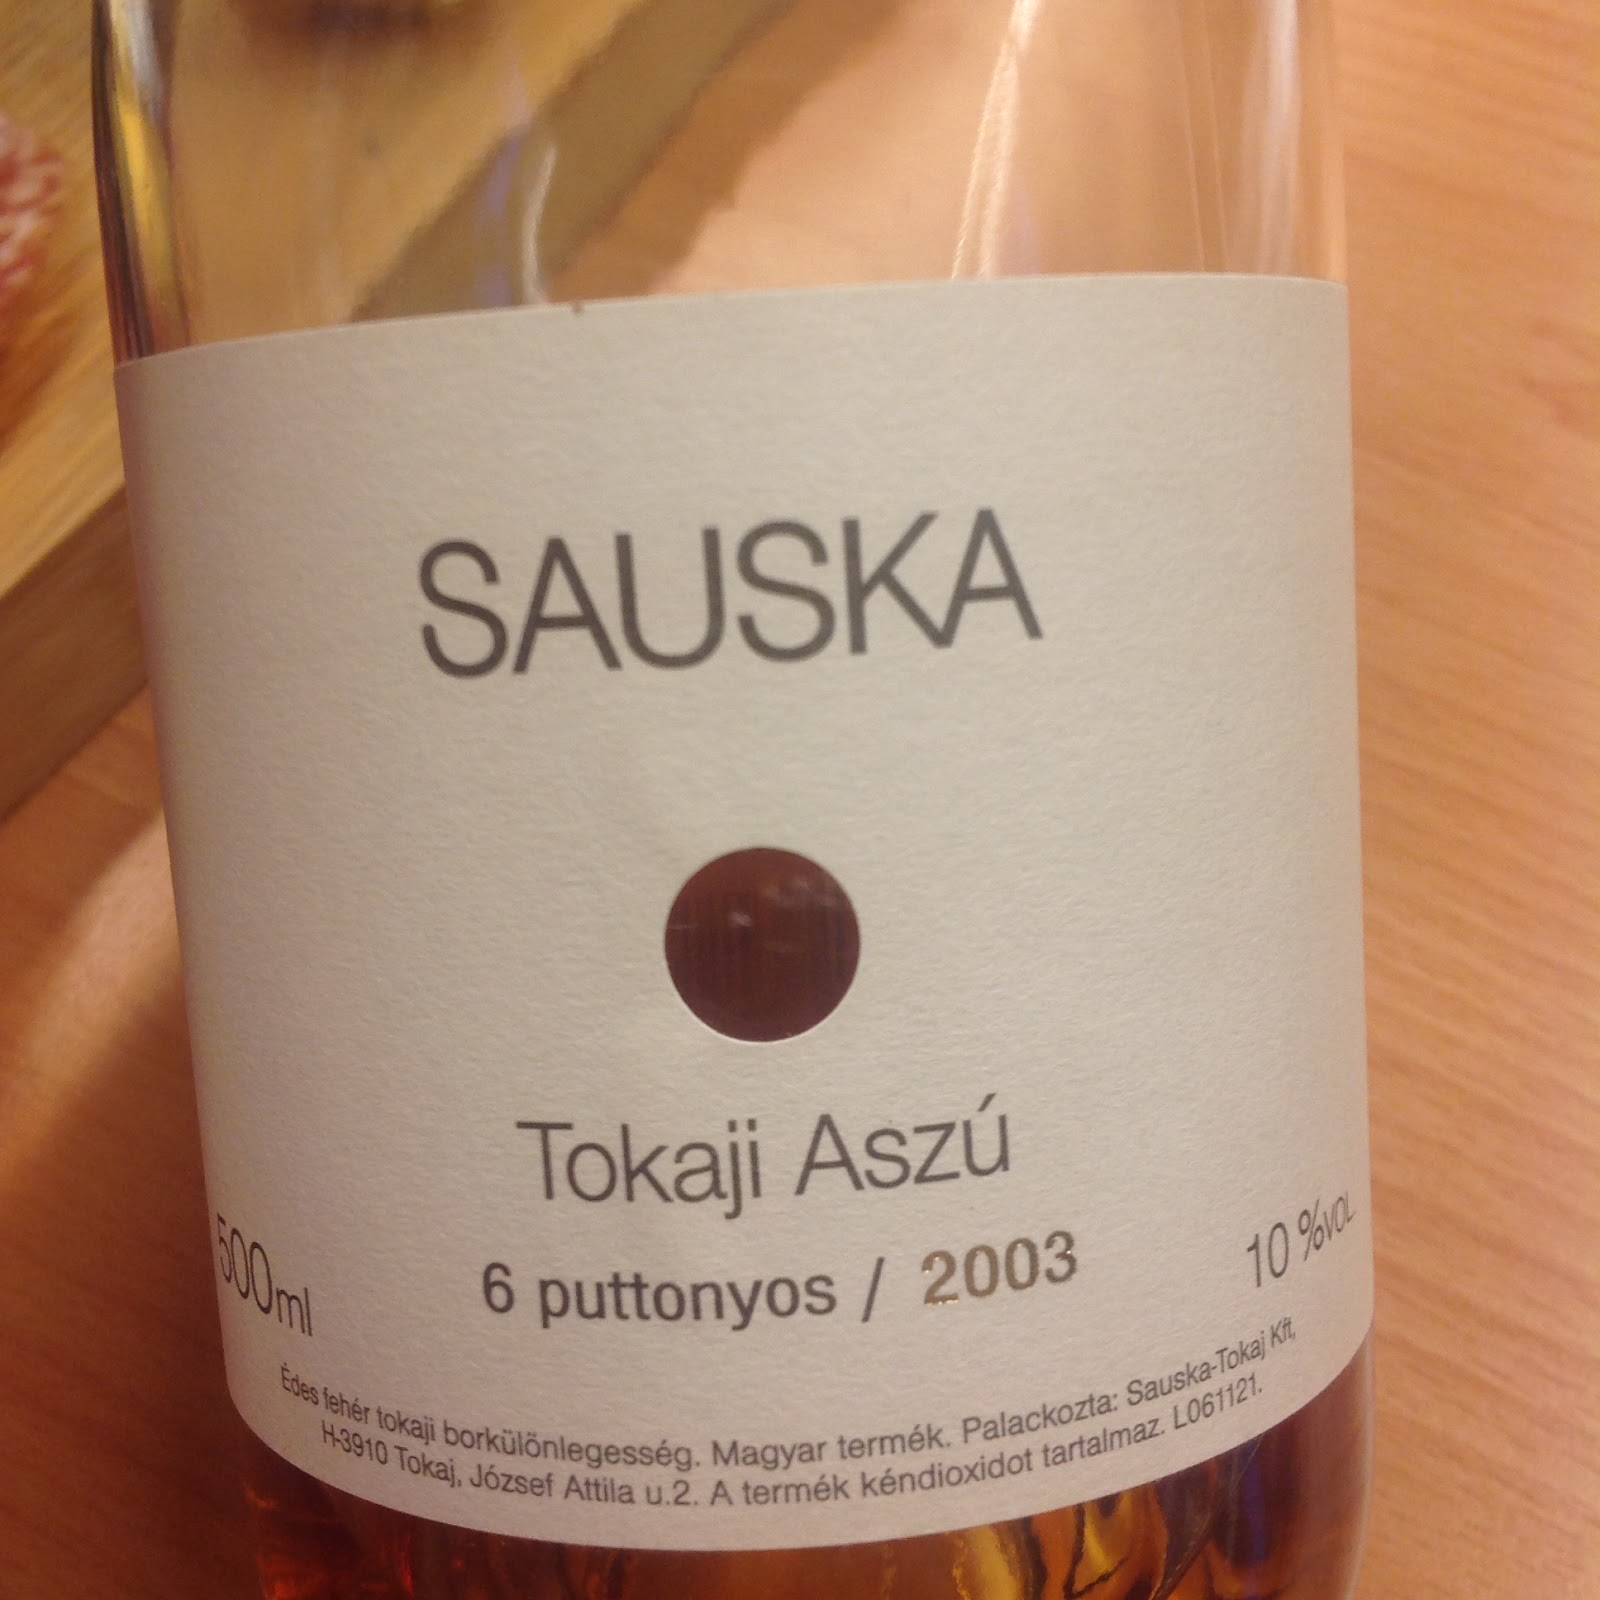 SAUSKA
Tokaji Aszú
6 puttonyos / 2003
500ml
10 %VOL.
Édes fehér tokaji borkülönlegesség. Magyar termék. Palackozta: Sauska-Tokaj Kft,
H-3910 Tokaj, József Attila u.2. A termék kéndioxidot tartalmaz. L061121.